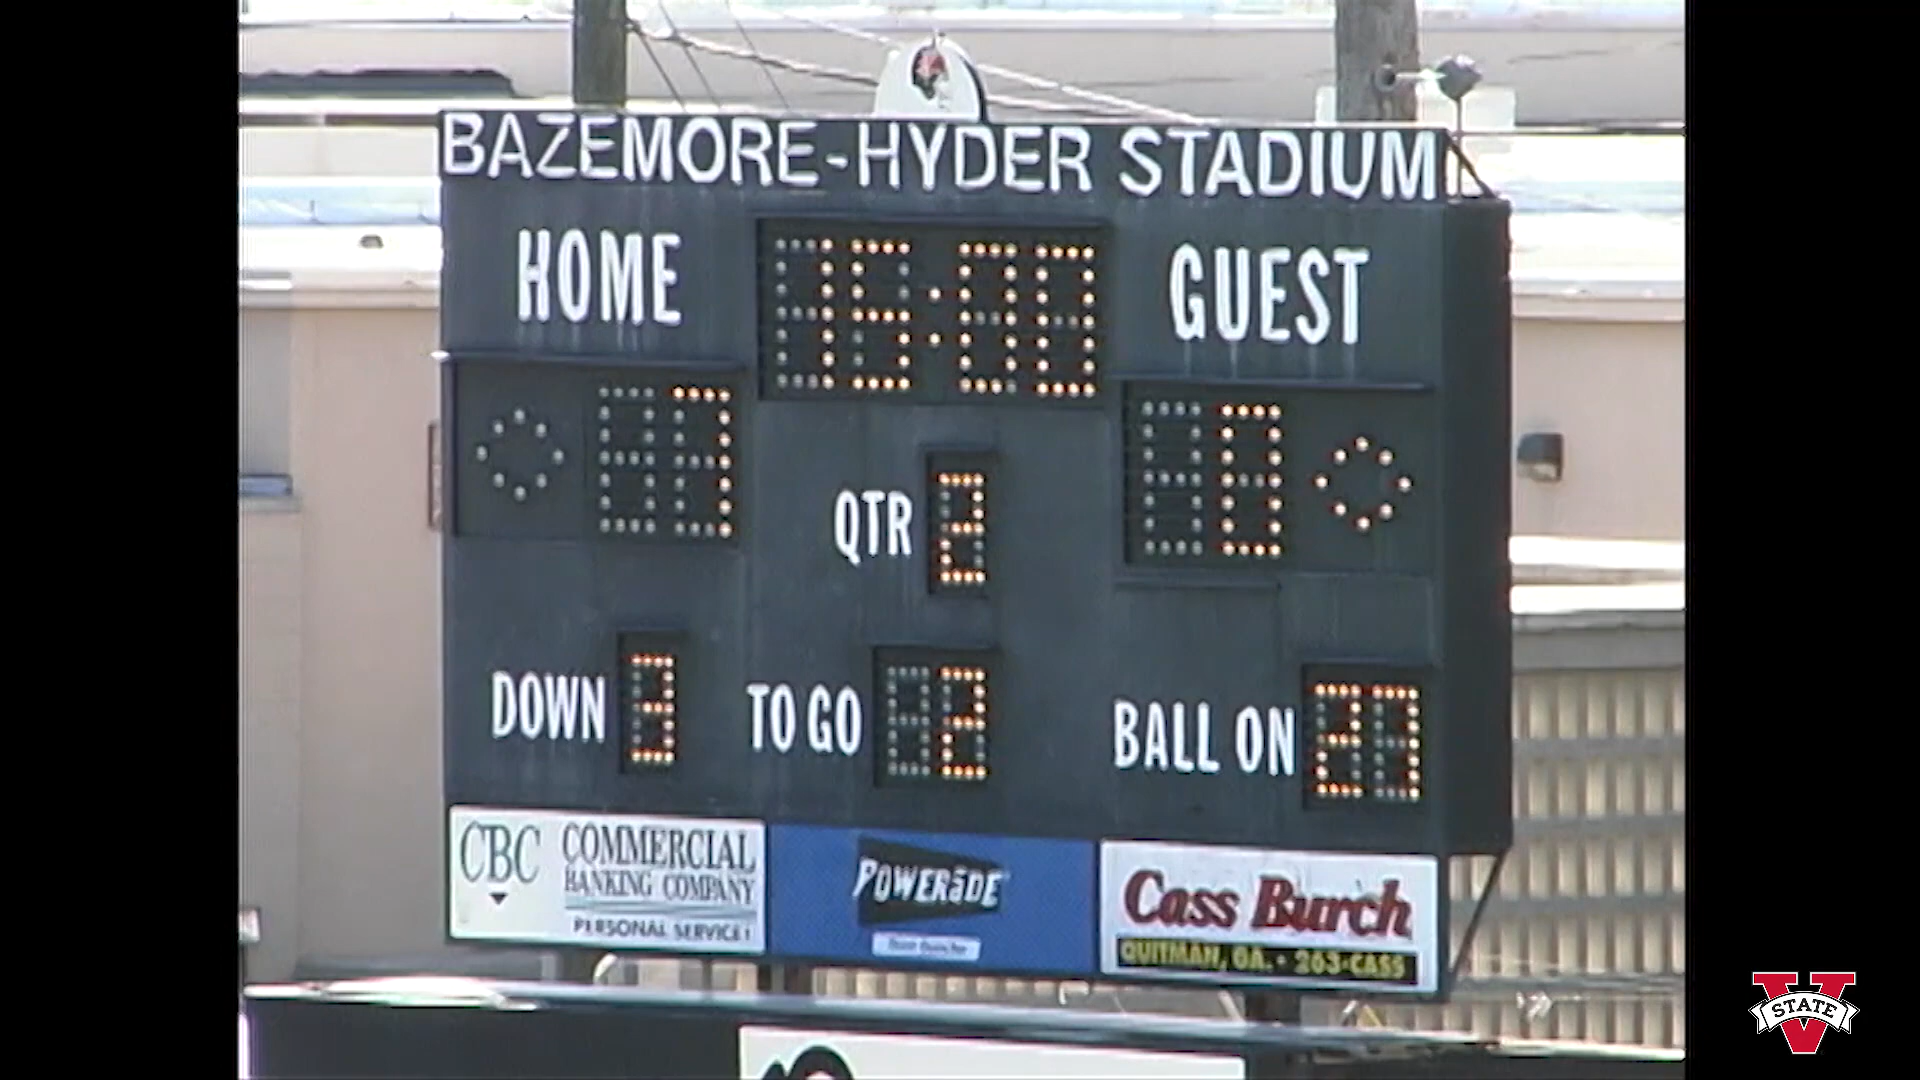 BAZEMORE-HYDER STADIUM
HOME 15:00 GUEST
7 0
QTR 2
DOWN 3 TO GO 2 BALL ON 27
CBC COMMERCIAL
BANKING COMPANY
PERSONAL SERVICE!
POWERADE
Cass Burch
QUITMAN, GA. • 263-CASS
V STATE